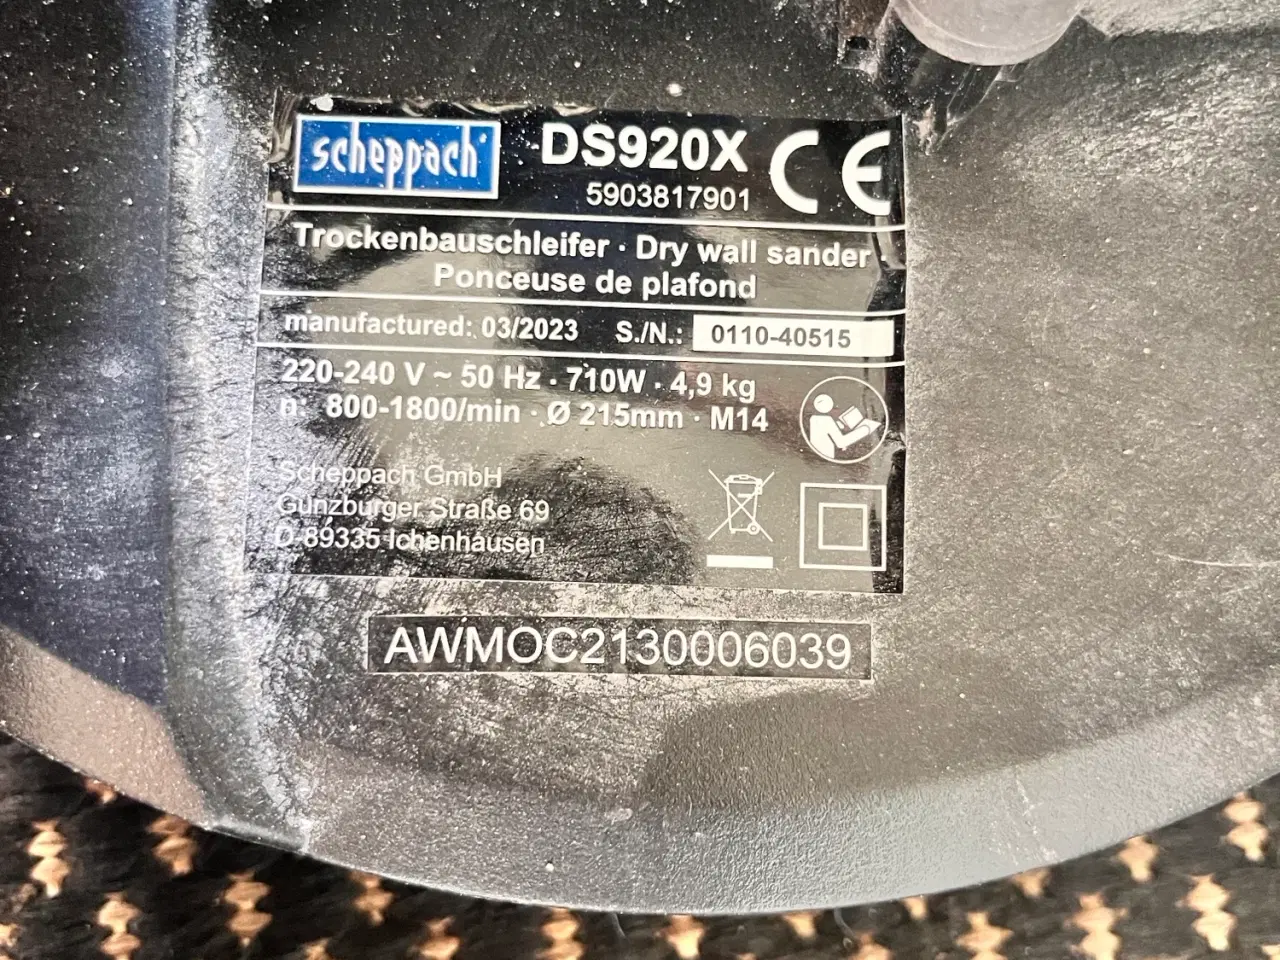 scheppach
DS920X CE
5903817901
Trockenbauschleifer · Dry wall sander ·
Ponceuse de plafond
manufactured: 03/2023 S./N.: 0110-40515
220-240 V ~ 50 Hz · 710W · 4,9 kg
n: 800-1800/min · Ø 215mm · M14
Scheppach GmbH
Günzburger Straße 69
D-89335 Ichenhausen
AWMOC2130006039